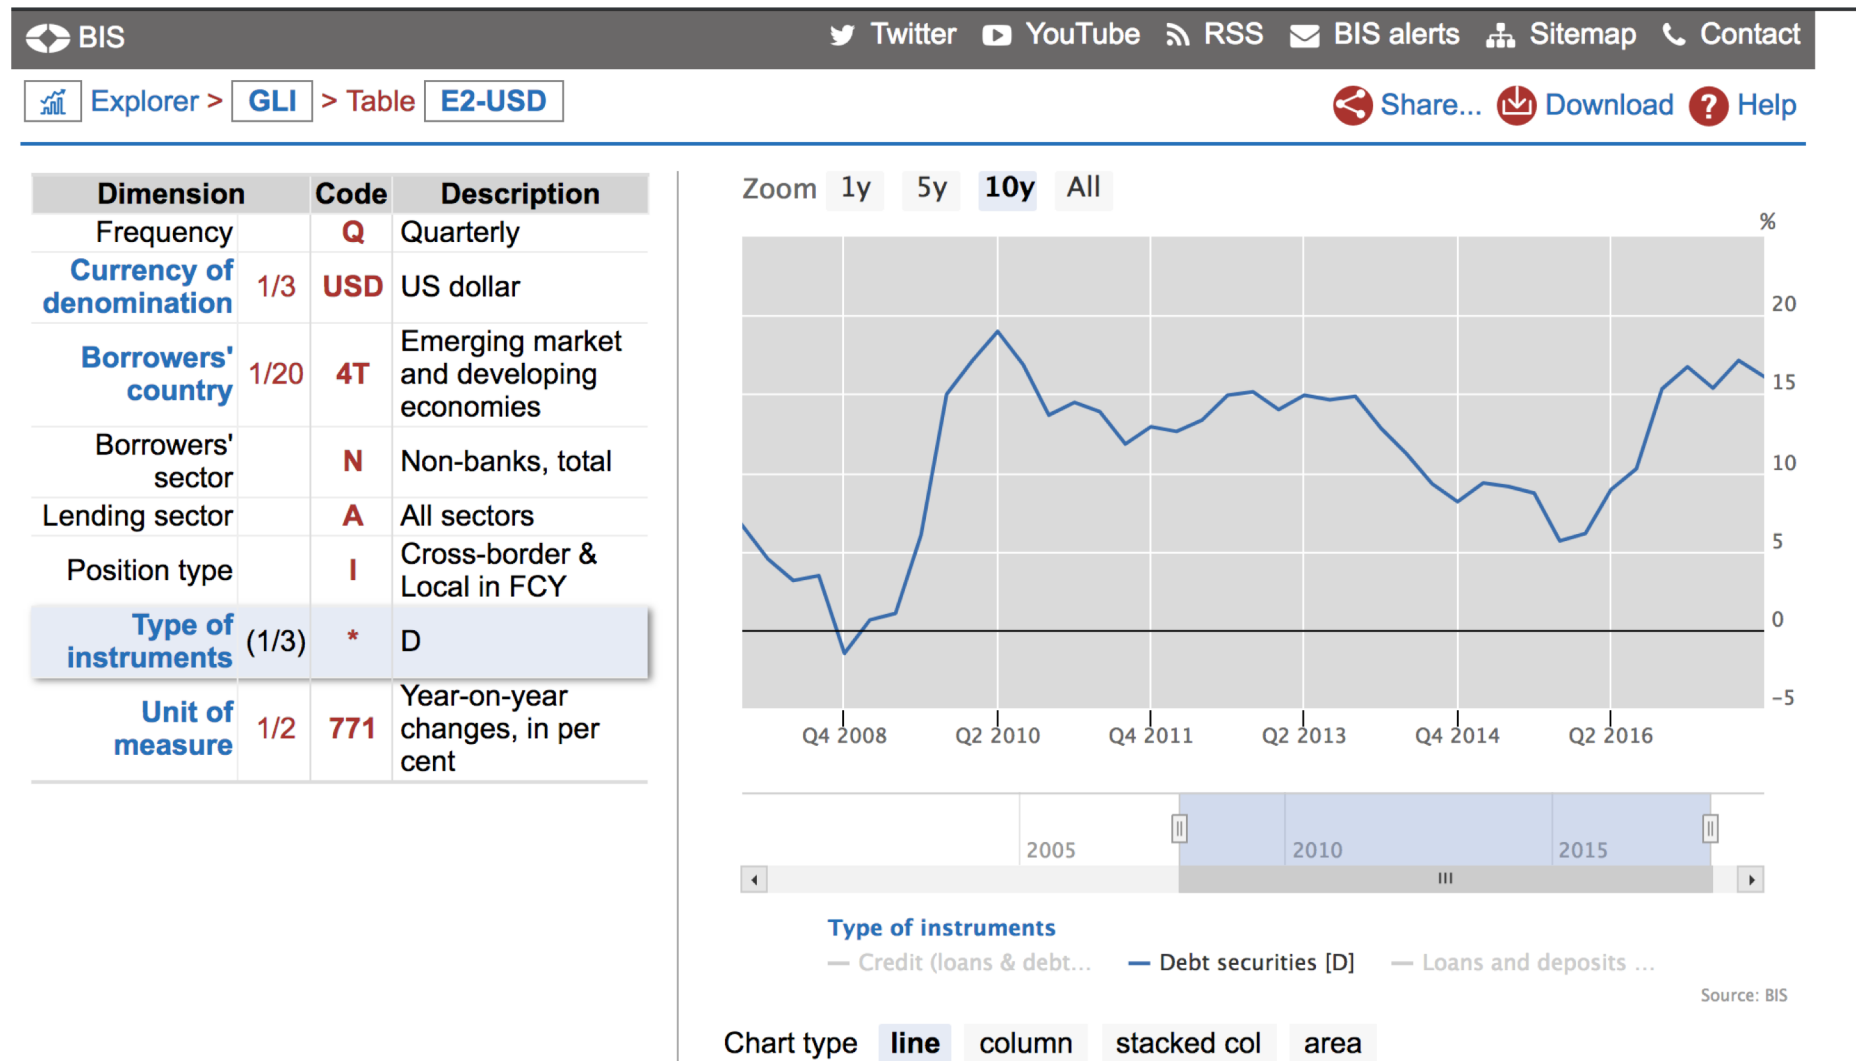 BIS Twitter YouTube RSS BIS alerts Sitemap Contact
Explorer > GLI > Table E2-USD Share... Download ? Help
Dimension Code Description
Frequency Q Quarterly
Currency of
denomination 1/3 USD US dollar
Borrowers'
country 1/20 4T Emerging market
and developing
economies
Borrowers'
sector N Non-banks, total
Lending sector A All sectors
Position type I Cross-border &
Local in FCY
Type of
instruments (1/3) * D
Unit of
measure 1/2 771 Year-on-year
changes, in per
cent
Zoom 1y 5y 10y All
%
20
15
10
5
0
-5
Q4 2008 Q2 2010 Q4 2011 Q2 2013 Q4 2014 Q2 2016
2005 2010 2015
Type of instruments
Credit (loans & debt... Debt securities [D] Loans and deposits ...
Source: BIS
Chart type line column stacked col area